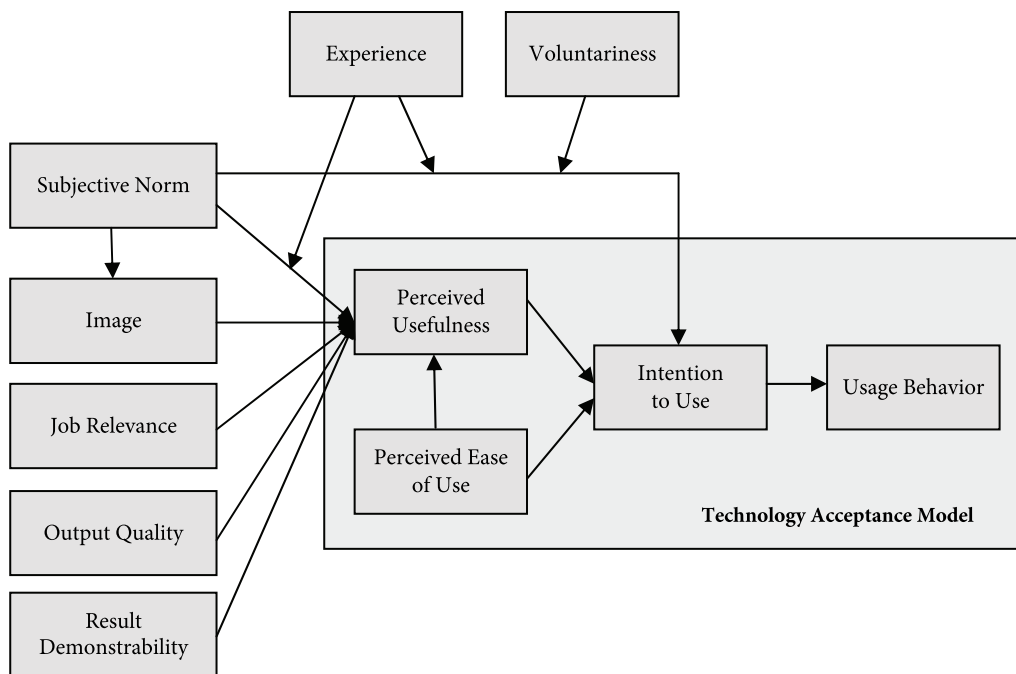 Experience
Voluntariness
Subjective Norm
Image
Job Relevance
Output Quality
Result
Demonstrability
Perceived
Usefulness
Perceived Ease
of Use
Intention
to Use
Usage Behavior
Technology Acceptance Model